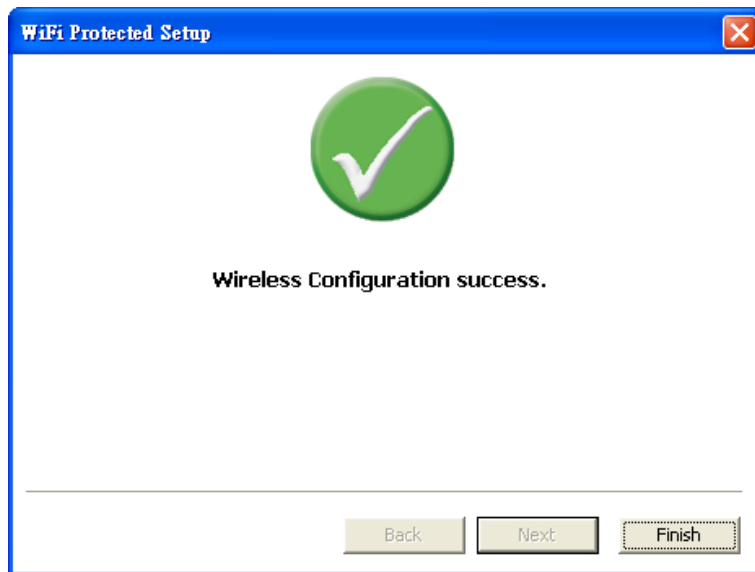 WiFi Protected Setup
Wireless Configuration success.
Back Next Finish